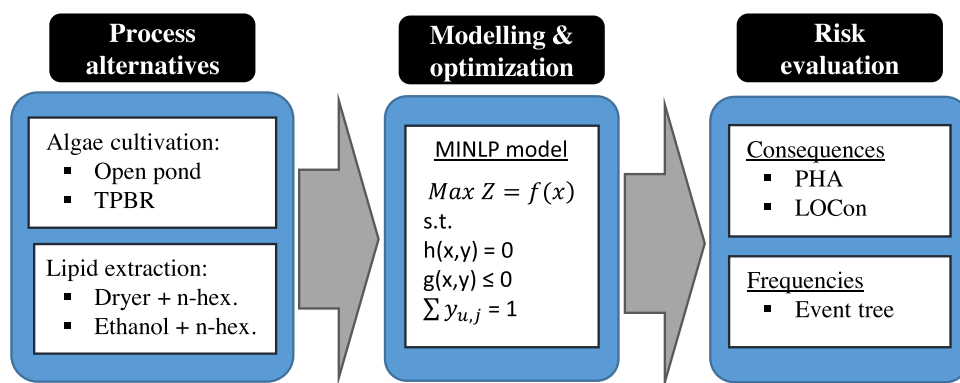 Process
alternatives
Algae cultivation:
▪ Open pond
▪ TPBR
Lipid extraction:
▪ Dryer + n-hex.
▪ Ethanol + n-hex.
Modelling &
optimization
MINLP model
Max Z = f(x)
s.t.
h(x,y) = 0
g(x,y) ≤ 0
∑ y_{u,j} = 1
Risk
evaluation
Consequences
▪ PHA
▪ LOCon
Frequencies
▪ Event tree